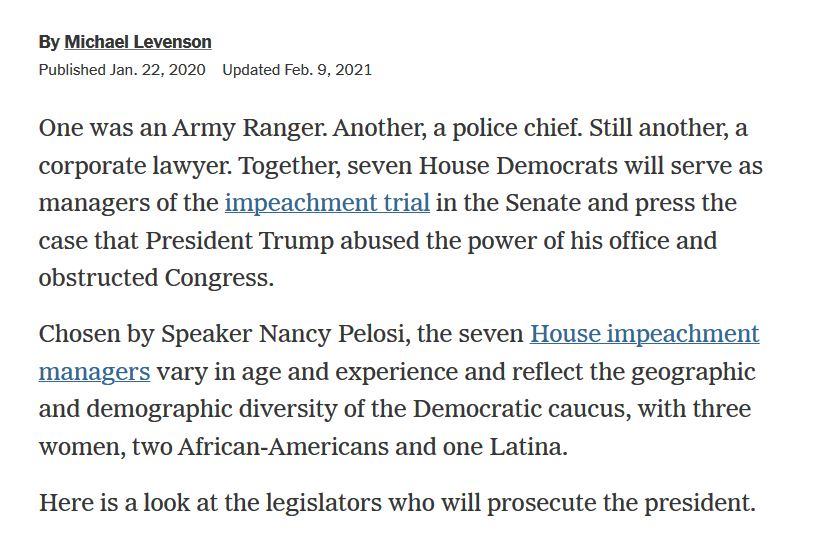 By Michael Levenson
Published Jan. 22, 2020 Updated Feb. 9, 2021
One was an Army Ranger. Another, a police chief. Still another, a
corporate lawyer. Together, seven House Democrats will serve as
managers of the impeachment trial in the Senate and press the
case that President Trump abused the power of his office and
obstructed Congress.
Chosen by Speaker Nancy Pelosi, the seven House impeachment
managers vary in age and experience and reflect the geographic
and demographic diversity of the Democratic caucus, with three
women, two African-Americans and one Latina.
Here is a look at the legislators who will prosecute the president.